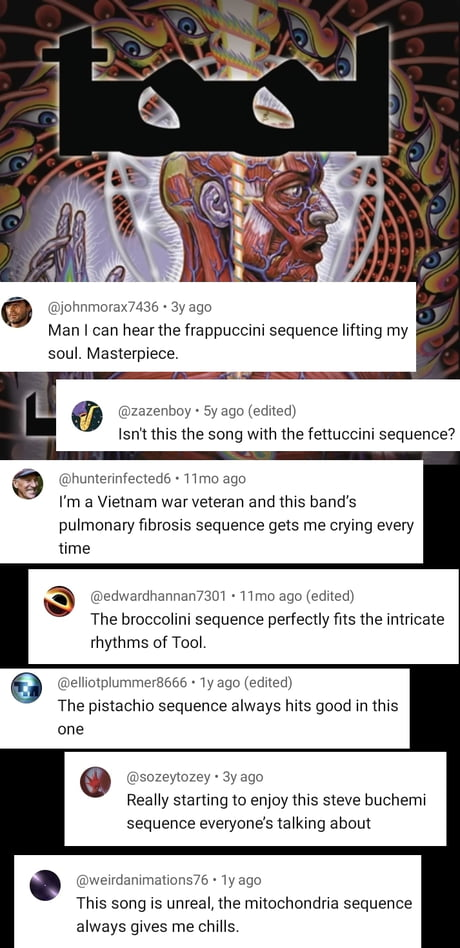 tool
@johnmorax7436 • 3y ago
Man I can hear the frappuccini sequence lifting my
soul. Masterpiece.
@zazenboy • 5y ago (edited)
Isn't this the song with the fettuccini sequence?
@hunterinfected6 • 11mo ago
I'm a Vietnam war veteran and this band's
pulmonary fibrosis sequence gets me crying every
time
@edwardhannan7301 • 11mo ago (edited)
The broccolini sequence perfectly fits the intricate
rhythms of Tool.
@elliotplummer8666 • 1y ago (edited)
The pistachio sequence always hits good in this
one
@sozeytozey • 3y ago
Really starting to enjoy this steve buchemi
sequence everyone's talking about
@weirdanimations76 • 1y ago
This song is unreal, the mitochondria sequence
always gives me chills.